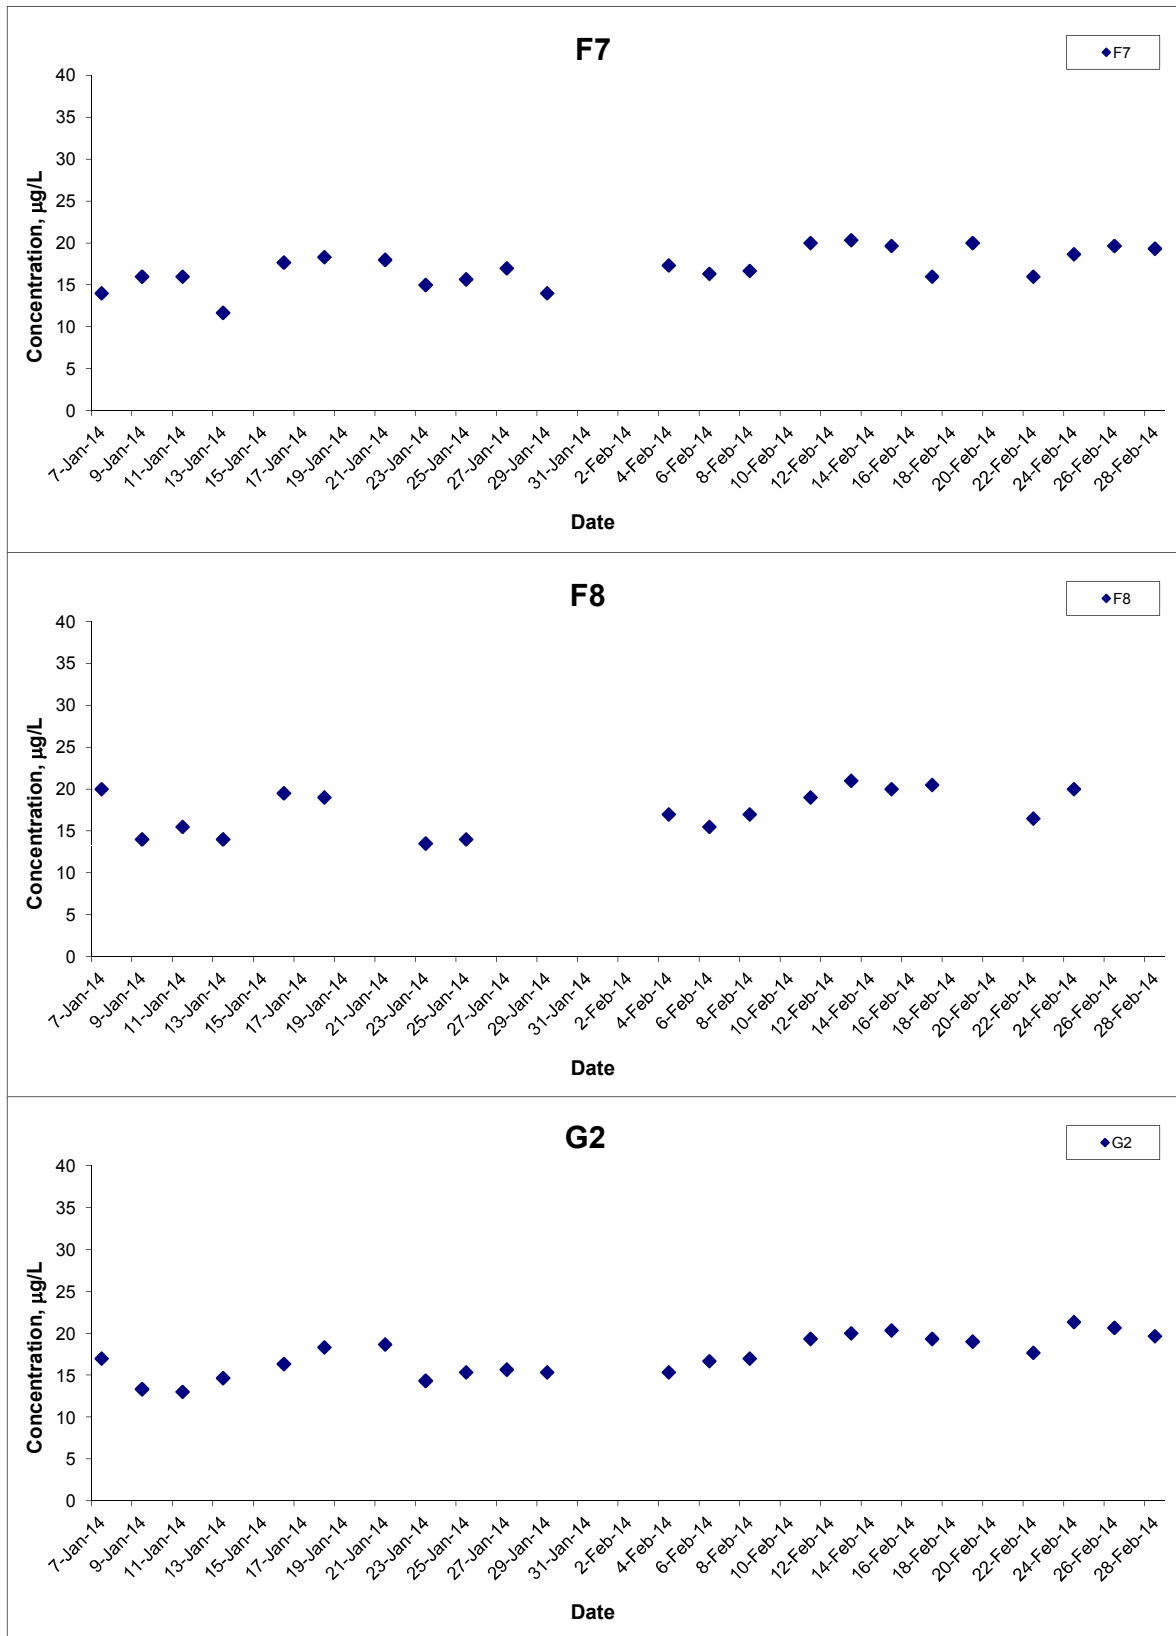 F7
F7
40
35
30
25
20
15
10
5
0
Concentration, µg/L
7-Jan-14
9-Jan-14
11-Jan-14
13-Jan-14
15-Jan-14
17-Jan-14
19-Jan-14
21-Jan-14
23-Jan-14
25-Jan-14
27-Jan-14
29-Jan-14
31-Jan-14
2-Feb-14
4-Feb-14
6-Feb-14
8-Feb-14
10-Feb-14
12-Feb-14
14-Feb-14
16-Feb-14
18-Feb-14
20-Feb-14
22-Feb-14
24-Feb-14
26-Feb-14
28-Feb-14
Date
F8
F8
40
35
30
25
20
15
10
5
0
Concentration, µg/L
7-Jan-14
9-Jan-14
11-Jan-14
13-Jan-14
15-Jan-14
17-Jan-14
19-Jan-14
21-Jan-14
23-Jan-14
25-Jan-14
27-Jan-14
29-Jan-14
31-Jan-14
2-Feb-14
4-Feb-14
6-Feb-14
8-Feb-14
10-Feb-14
12-Feb-14
14-Feb-14
16-Feb-14
18-Feb-14
20-Feb-14
22-Feb-14
24-Feb-14
26-Feb-14
28-Feb-14
Date
G2
G2
40
35
30
25
20
15
10
5
0
Concentration, µg/L
7-Jan-14
9-Jan-14
11-Jan-14
13-Jan-14
15-Jan-14
17-Jan-14
19-Jan-14
21-Jan-14
23-Jan-14
25-Jan-14
27-Jan-14
29-Jan-14
31-Jan-14
2-Feb-14
4-Feb-14
6-Feb-14
8-Feb-14
10-Feb-14
12-Feb-14
14-Feb-14
16-Feb-14
18-Feb-14
20-Feb-14
22-Feb-14
24-Feb-14
26-Feb-14
28-Feb-14
Date